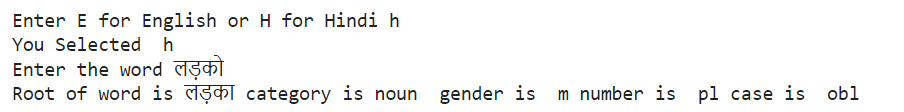 Enter E for English or H for Hindi h
You Selected  h
Enter the word लड़को
Root of word is लड़का category is noun  gender is  m number is  pl case is  obl